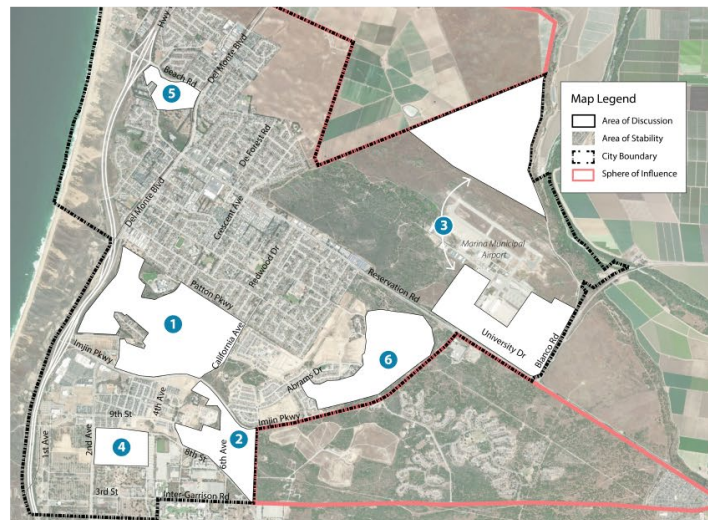 Hwy 1
Beach Rd
Del Monte Blvd
5
De Forest Rd
Map Legend
Area of Discussion
Area of Stability
City Boundary
Sphere of Influence
Del Monte Blvd
Crescent Ave
3
Marina Municipal
Airport
Redwood Dr
Reservation Rd
Patton Pkwy
1
California Ave
University Dr
Blanco Rd
Imjin Pkwy
6
Abrams Dr
4th Ave
9th St
Imjin Pkwy
1st Ave
2nd Ave
4
8th St
6th Ave
2
3rd St
Inter-Garrison Rd